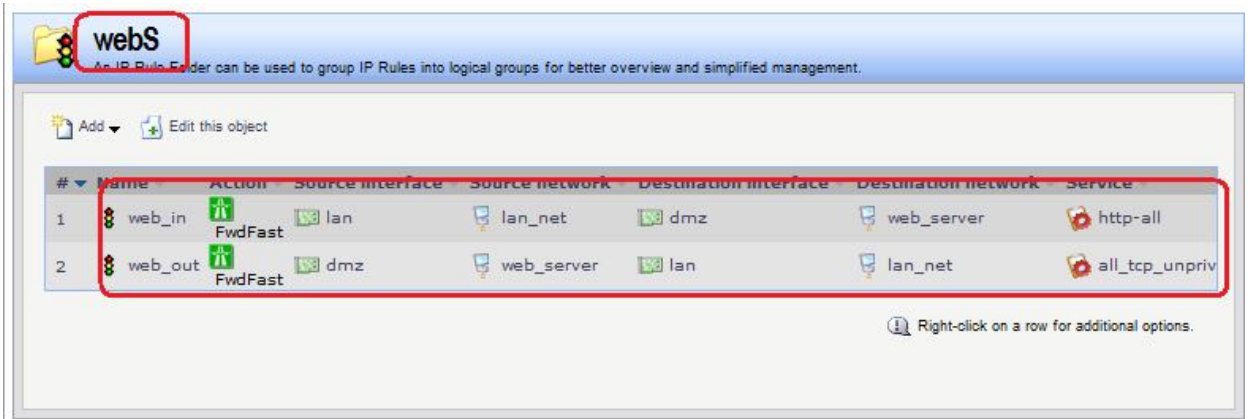 webS
An IP Rule Folder can be used to group IP Rules into logical groups for better overview and simplified management.
Add Edit this object
# Name Action Source interface Source network Destination interface Destination network Service
1 web_in FwdFast lan lan_net dmz web_server http-all
2 web_out FwdFast dmz web_server lan lan_net all_tcp_unpriv
Right-click on a row for additional options.